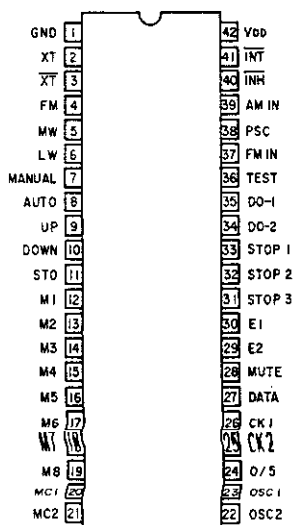 GND 1 42 VDD
XT 2 41 INT
XT 3 40 INH
FM 4 39 AM IN
MW 5 38 PSC
LW 6 37 FM IN
MANUAL 7 36 TEST
AUTO 8 35 DO-1
UP 9 34 DO-2
DOWN 10 33 STOP 1
STO 11 32 STOP 2
M1 12 31 STOP 3
M2 13 30 E1
M3 14 29 E2
M4 15 28 MUTE
M5 16 27 DATA
M6 17 26 CK1
M7 18 25 CK2
M8 19 24 O/S
MC1 20 23 OSC1
MC2 21 22 OSC2